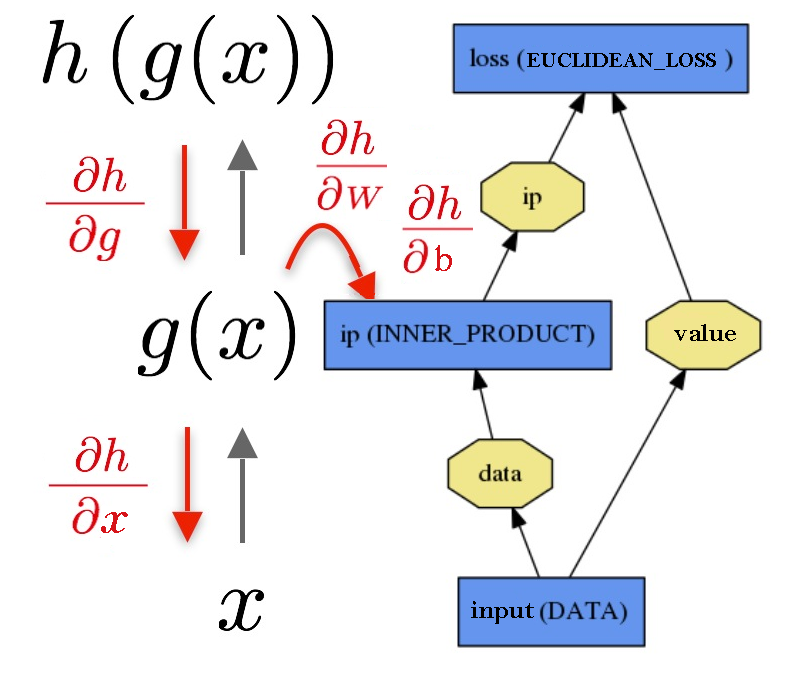 h(g(x))
∂h
∂g
∂h
∂w
∂h
∂b
g(x)
∂h
∂x
x
loss (EUCLIDEAN_LOSS )
ip
ip (INNER_PRODUCT)
value
data
input (DATA)